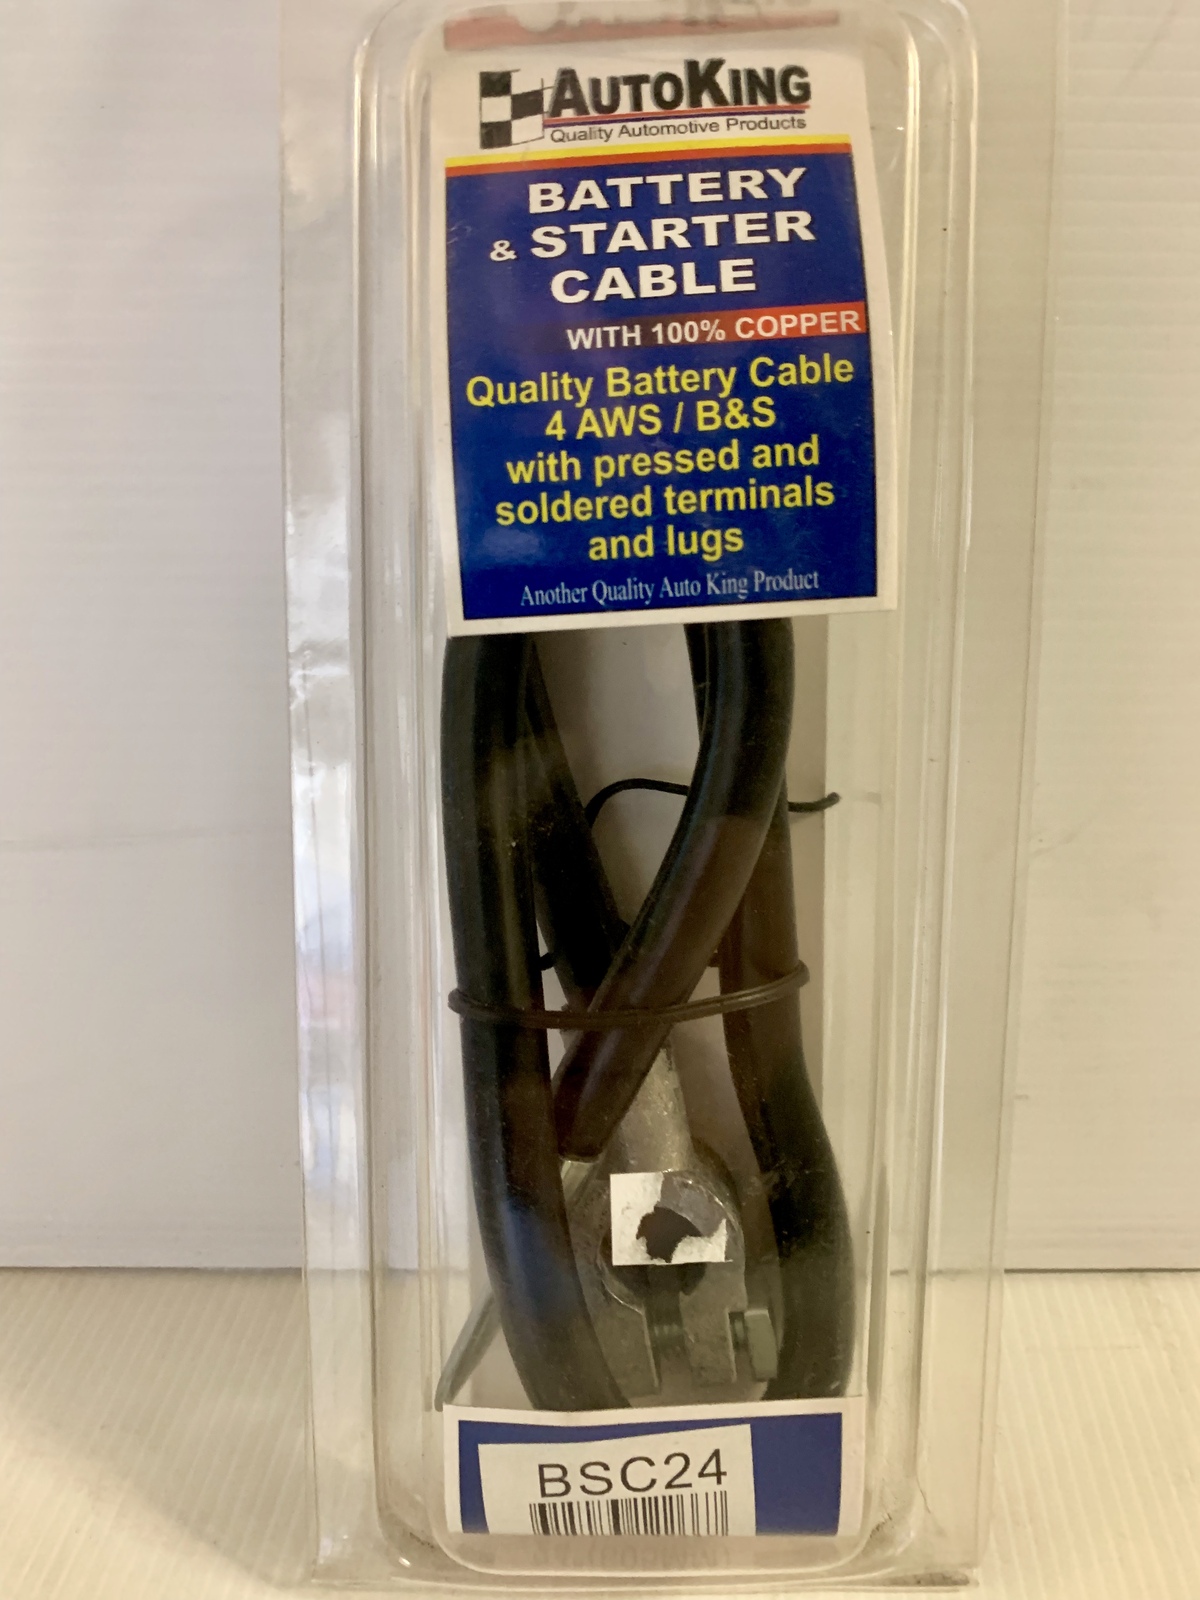 AUTOKING
Quality Automotive Products
BATTERY
& STARTER
CABLE
WITH 100% COPPER
Quality Battery Cable
4 AWS / B&S
with pressed and
soldered terminals
and lugs
Another Quality Auto King Product
BSC24